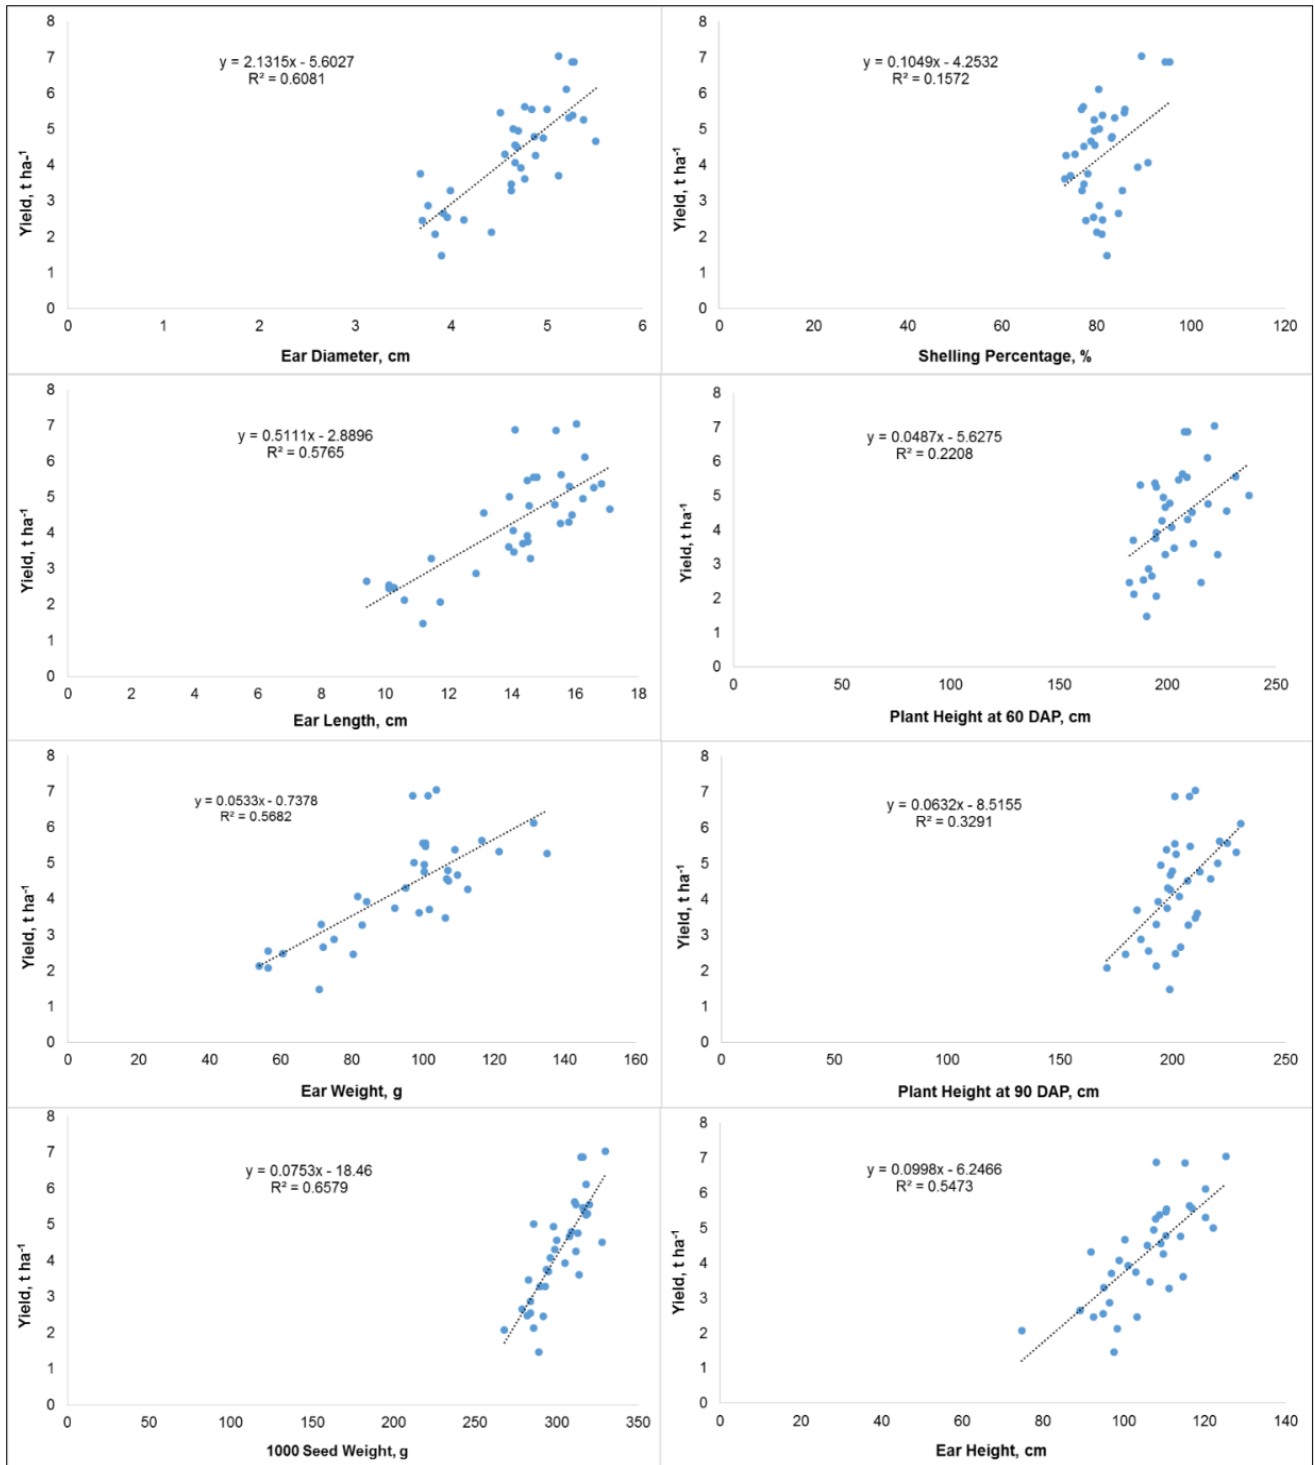 8
7
6
5
4
3
2
1
0
Yield, t ha-¹
y = 2.1315x - 5.6027
R² = 0.6081
0 1 2 3 4 5 6
Ear Diameter, cm
8
7
6
5
4
3
2
1
0
Yield, t ha⁻¹
y = 0.1049x - 4.2532
R² = 0.1572
0 20 40 60 80 100 120
Shelling Percentage, %
8
7
6
5
4
3
2
1
0
Yield, t ha⁻¹
y = 0.5111x - 2.8896
R² = 0.5765
0 2 4 6 8 10 12 14 16 18
Ear Length, cm
8
7
6
5
4
3
2
1
0
Yield, t ha⁻¹
y = 0.0487x - 5.6275
R² = 0.2208
0 50 100 150 200 250
Plant Height at 60 DAP, cm
8
7
6
5
4
3
2
1
0
Yield, t ha⁻¹
y = 0.0533x - 0.7378
R² = 0.5682
0 20 40 60 80 100 120 140 160
Ear Weight, g
8
7
6
5
4
3
2
1
0
Yield, t ha⁻¹
y = 0.0632x - 8.5155
R² = 0.3291
0 50 100 150 200 250
Plant Height at 90 DAP, cm
8
7
6
5
4
3
2
1
0
Yield, t ha⁻¹
y = 0.0753x - 18.46
R² = 0.6579
0 50 100 150 200 250 300 350
1000 Seed Weight, g
8
7
6
5
4
3
2
1
0
Yield, t ha⁻¹
y = 0.0998x - 6.2466
R² = 0.5473
0 20 40 60 80 100 120 140
Ear Height, cm